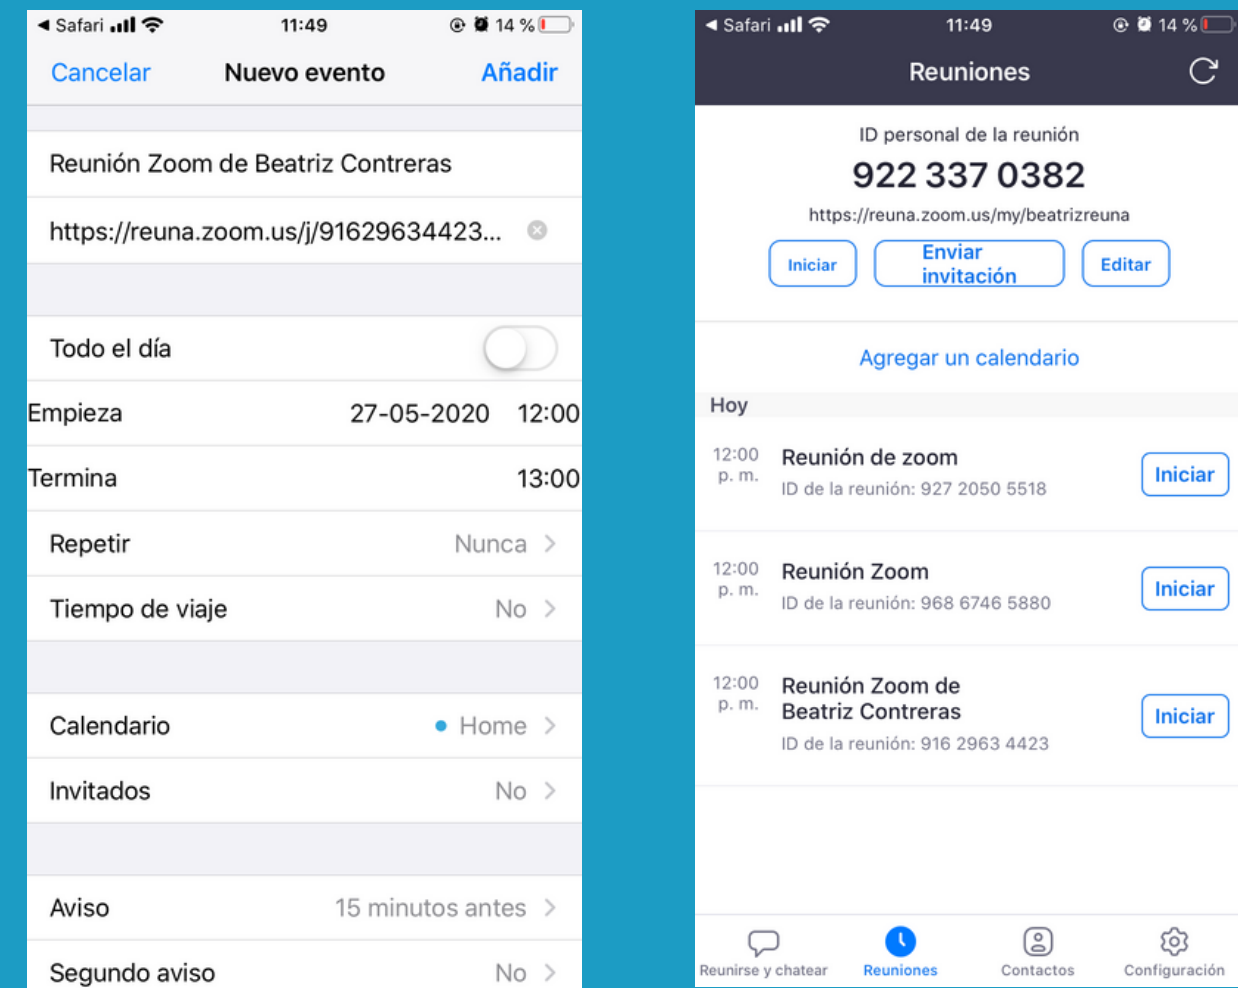 Safari 11:49 14 %
Cancelar Nuevo evento Añadir
Reunión Zoom de Beatriz Contreras
https://reuna.zoom.us/j/91629634423...
Todo el día
Empieza 27-05-2020 12:00
Termina 13:00
Repetir Nunca
Tiempo de viaje No
Calendario Home
Invitados No
Aviso 15 minutos antes
Segundo aviso No
Safari 11:49 14 %
Reuniones
ID personal de la reunión
922 337 0382
https://reuna.zoom.us/my/beatrizreuna
Iniciar Enviar invitación Editar
Agregar un calendario
Hoy
12:00 p. m. Reunión de zoom
ID de la reunión: 927 2050 5518
Iniciar
12:00 p. m. Reunión Zoom
ID de la reunión: 968 6746 5880
Iniciar
12:00 p. m. Reunión Zoom de
Beatriz Contreras
ID de la reunión: 916 2963 4423
Iniciar
Reunirse y chatear Reuniones Contactos Configuración